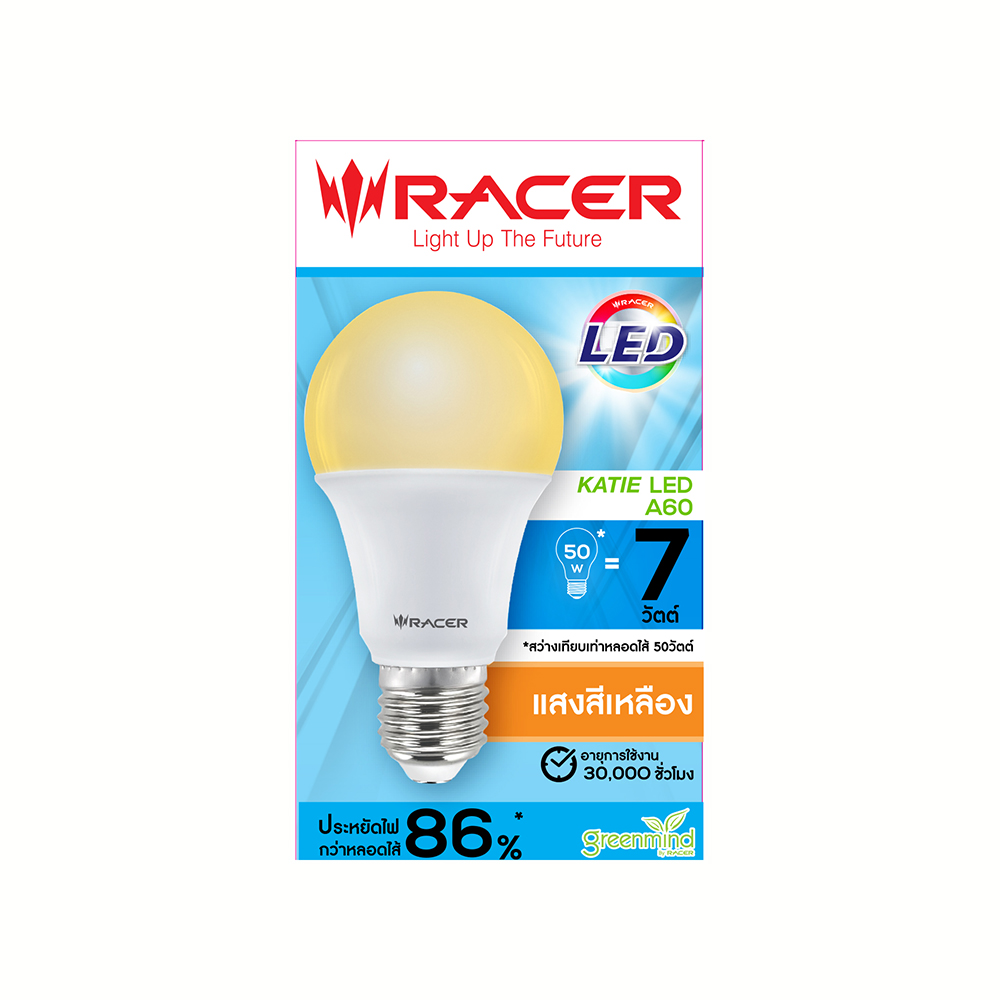 RACER
Light Up The Future
RACER
LED
KATIE LED
A60
50
W
*
=
7
วัตต์
RACER
*สว่างเทียบเท่าหลอดไส้ 50วัตต์
แสงสีเหลือง
อายุการใช้งาน
30,000 ชั่วโมง
ประหยัดไฟ
กว่าหลอดไส้
86%*
greenmind
by RACER